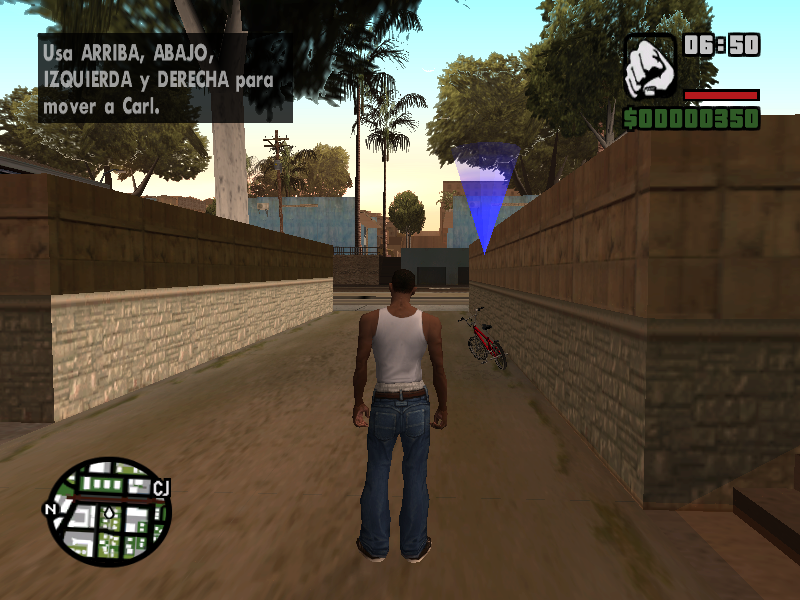 Usa ARRIBA, ABAJO,
IZQUIERDA y DERECHA para
mover a Carl.
06:50
$00000350
CJ
N